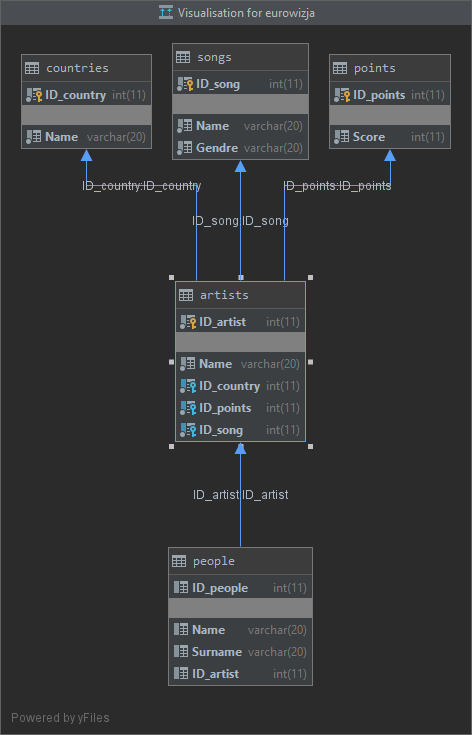 Visualisation for eurowizja
countries
ID_country int(11)
Name varchar(20)
songs
ID_song int(11)
Name varchar(20)
Gendre varchar(20)
points
ID_points int(11)
Score int(11)
ID_country:ID_country
ID_song:ID_song
ID_points:ID_points
artists
ID_artist int(11)
Name varchar(20)
ID_country int(11)
ID_points int(11)
ID_song int(11)
ID_artist:ID_artist
people
ID_people int(11)
Name varchar(20)
Surname varchar(20)
ID_artist int(11)
Powered by yFiles